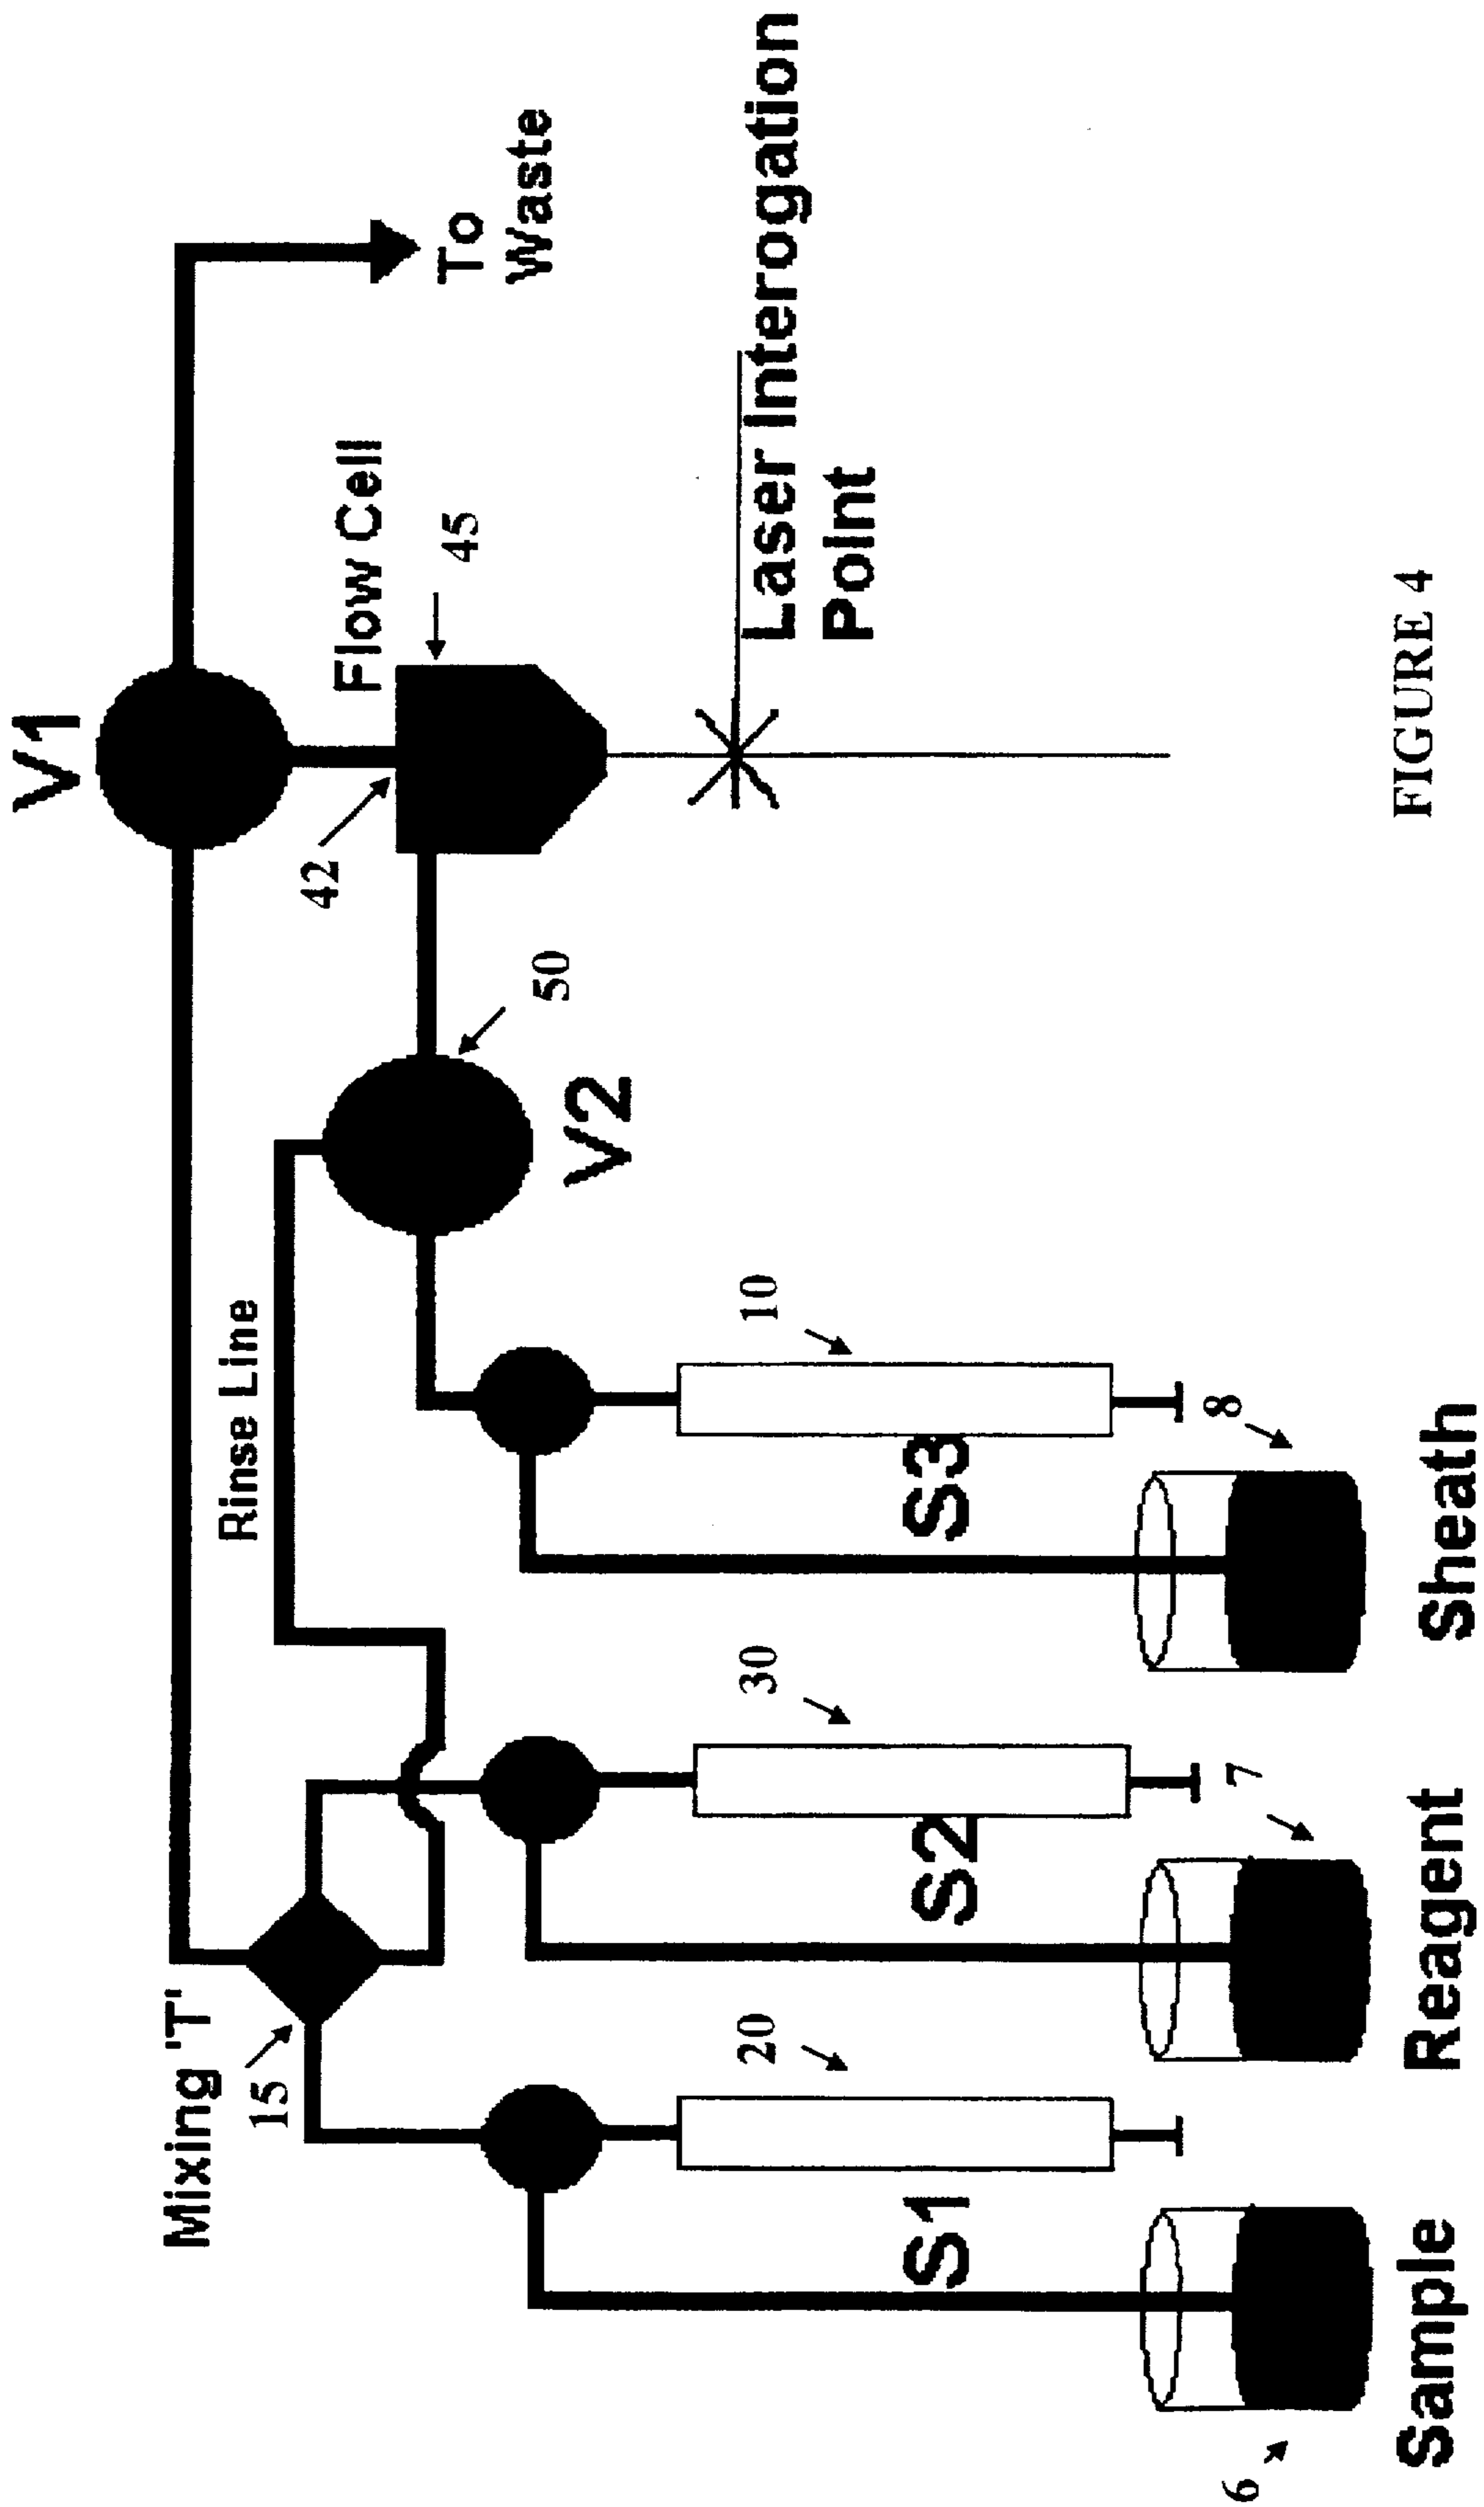 V1
Mixing 'T'
15
Rinse Line
42
Flow Cell
45
To
Waste
50
V2
Laser Interogation
Point
20
30
10
S1
S2
S3
6
7
8
Sample
Reagent
Sheath
FIGURE 4